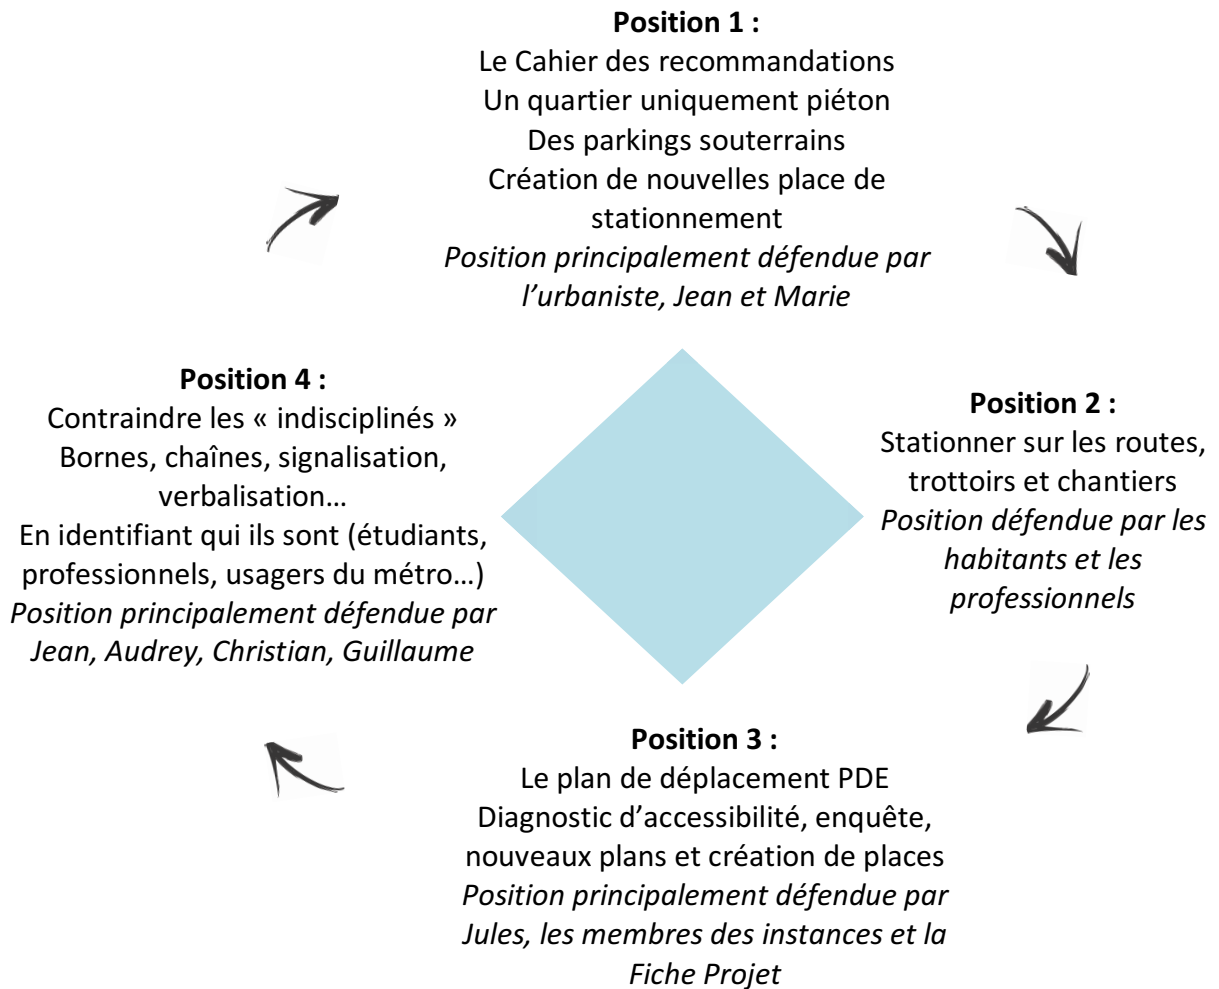 Position 1 :
Le Cahier des recommandations
Un quartier uniquement piéton
Des parkings souterrains
Création de nouvelles place de
stationnement
Position principalement défendue par
l’urbaniste, Jean et Marie
Position 4 :
Contraindre les « indisciplinés »
Bornes, chaînes, signalisation,
verbalisation…
En identifiant qui ils sont (étudiants,
professionnels, usagers du métro…)
Position principalement défendue par
Jean, Audrey, Christian, Guillaume
Position 2 :
Stationner sur les routes,
trottoirs et chantiers
Position défendue par les
habitants et les
professionnels
Position 3 :
Le plan de déplacement PDE
Diagnostic d’accessibilité, enquête,
nouveaux plans et création de places
Position principalement défendue par
Jules, les membres des instances et la
Fiche Projet